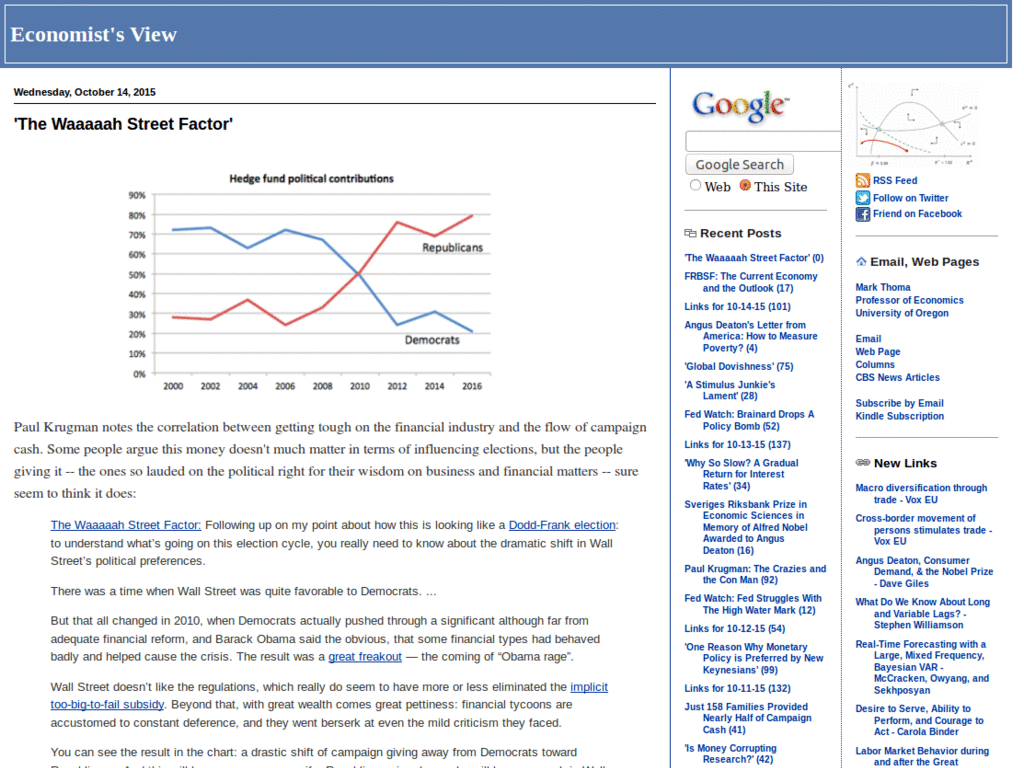 Economist's View
Wednesday, October 14, 2015
'The Waaaaah Street Factor'
Hedge fund political contributions
90%
80%
70%
60%
50%
40%
30%
20%
10%
0%
Republicans
Democrats
2000 2002 2004 2006 2008 2010 2012 2014 2016
Paul Krugman notes the correlation between getting tough on the financial industry and the flow of campaign
cash. Some people argue this money doesn't much matter in terms of influencing elections, but the people
giving it -- the ones so lauded on the political right for their wisdom on business and financial matters -- sure
seem to think it does:
The Waaaaah Street Factor: Following up on my point about how this is looking like a Dodd-Frank election:
to understand what's going on this election cycle, you really need to know about the dramatic shift in Wall
Street's political preferences.
There was a time when Wall Street was quite favorable to Democrats. …
But that all changed in 2010, when Democrats actually pushed through a significant although far from
adequate financial reform, and Barack Obama said the obvious, that some financial types had behaved
badly and helped cause the crisis. The result was a great freakout — the coming of “Obama rage”.
Wall Street doesn't like the regulations, which really do seem to have more or less eliminated the implicit
too-big-to-fail subsidy. Beyond that, with great wealth comes great pettiness: financial tycoons are
accustomed to constant deference, and they went berserk at even the mild criticism they faced.
You can see the result in the chart: a drastic shift of campaign giving away from Democrats toward
Google
Google Search
Web This Site
Recent Posts
'The Waaaaah Street Factor' (0)
FRBSF: The Current Economy
and the Outlook (17)
Links for 10-14-15 (101)
Angus Deaton's Letter from
America: How to Measure
Poverty? (4)
'Global Dovishness' (75)
'A Stimulus Junkie's
Lament' (28)
Fed Watch: Brainard Drops A
Policy Bomb (52)
Links for 10-13-15 (137)
'Why So Slow? A Gradual
Return for Interest
Rates' (34)
Sveriges Riksbank Prize in
Economic Sciences in
Memory of Alfred Nobel
Awarded to Angus
Deaton (16)
Paul Krugman: The Crazies and
the Con Man (92)
Fed Watch: Fed Struggles With
The High Water Mark (12)
Links for 10-12-15 (54)
'One Reason Why Monetary
Policy is Preferred by New
Keynesians' (99)
Links for 10-11-15 (132)
Just 158 Families Provided
Nearly Half of Campaign
Cash (41)
'Is Money Corrupting
Research?' (42)
RSS Feed
Follow on Twitter
Friend on Facebook
Email, Web Pages
Mark Thoma
Professor of Economics
University of Oregon
Email
Web Page
Columns
CBS News Articles
Subscribe by Email
Kindle Subscription
New Links
Macro diversification through
trade - Vox EU
Cross-border movement of
persons stimulates trade -
Vox EU
Angus Deaton, Consumer
Demand, & the Nobel Prize
- Dave Giles
What Do We Know About Long
and Variable Lags? -
Stephen Williamson
Real-Time Forecasting with a
Large, Mixed Frequency,
Bayesian VAR -
McCracken, Owyang, and
Sekhposyan
Desire to Serve, Ability to
Perform, and Courage to
Act - Carola Binder
Labor Market Behavior during
and after the Great